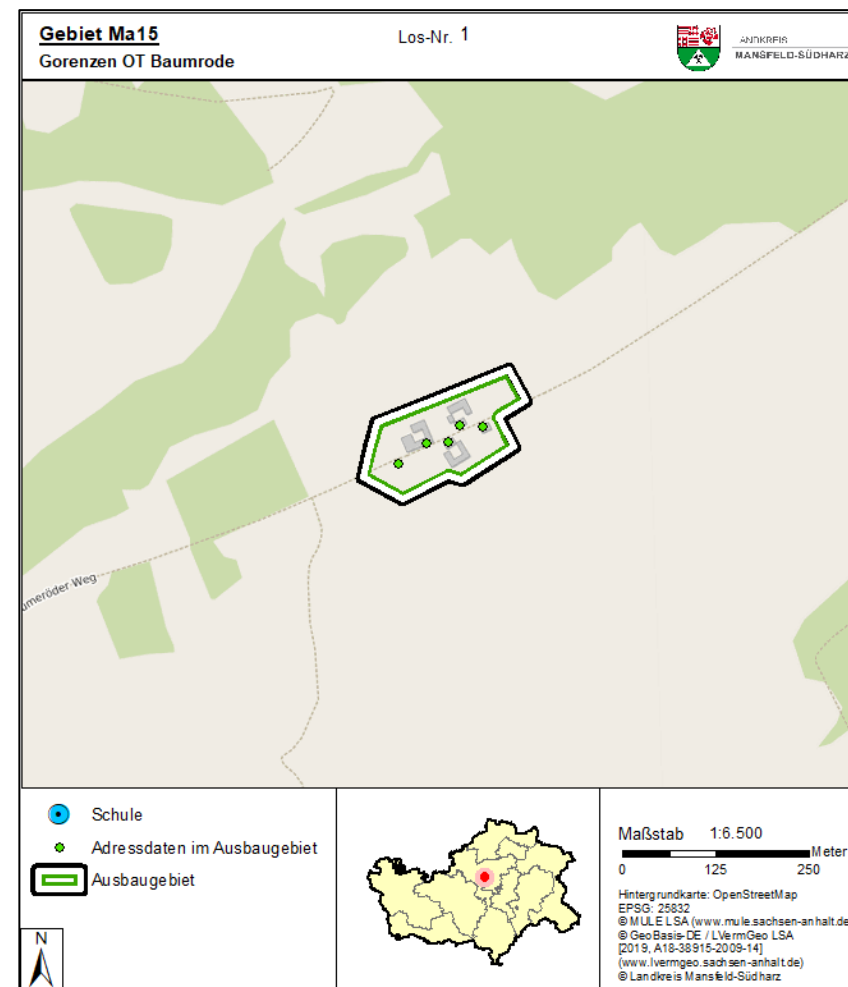 Gebiet Ma15
Los-Nr. 1
Gorenzen OT Baumrode
LANDKREIS
MANSFELD-SÜDHARZ
umeröder Weg
Schule
Adressdaten im Ausbaugebiet
Ausbaugebiet
N
Maßstab 1:6.500
Meter
0 125 250
Hintergrundkarte: OpenStreetMap
EPSG: 25832
© MULE LSA (www.mule.sachsen-anhalt.de
© GeoBasis-DE / LVermGeo LSA
[2019, A18-38915-2009-14]
(www.lvermgeo.sachsen-anhalt.de)
© Landkreis Mansfeld-Südharz